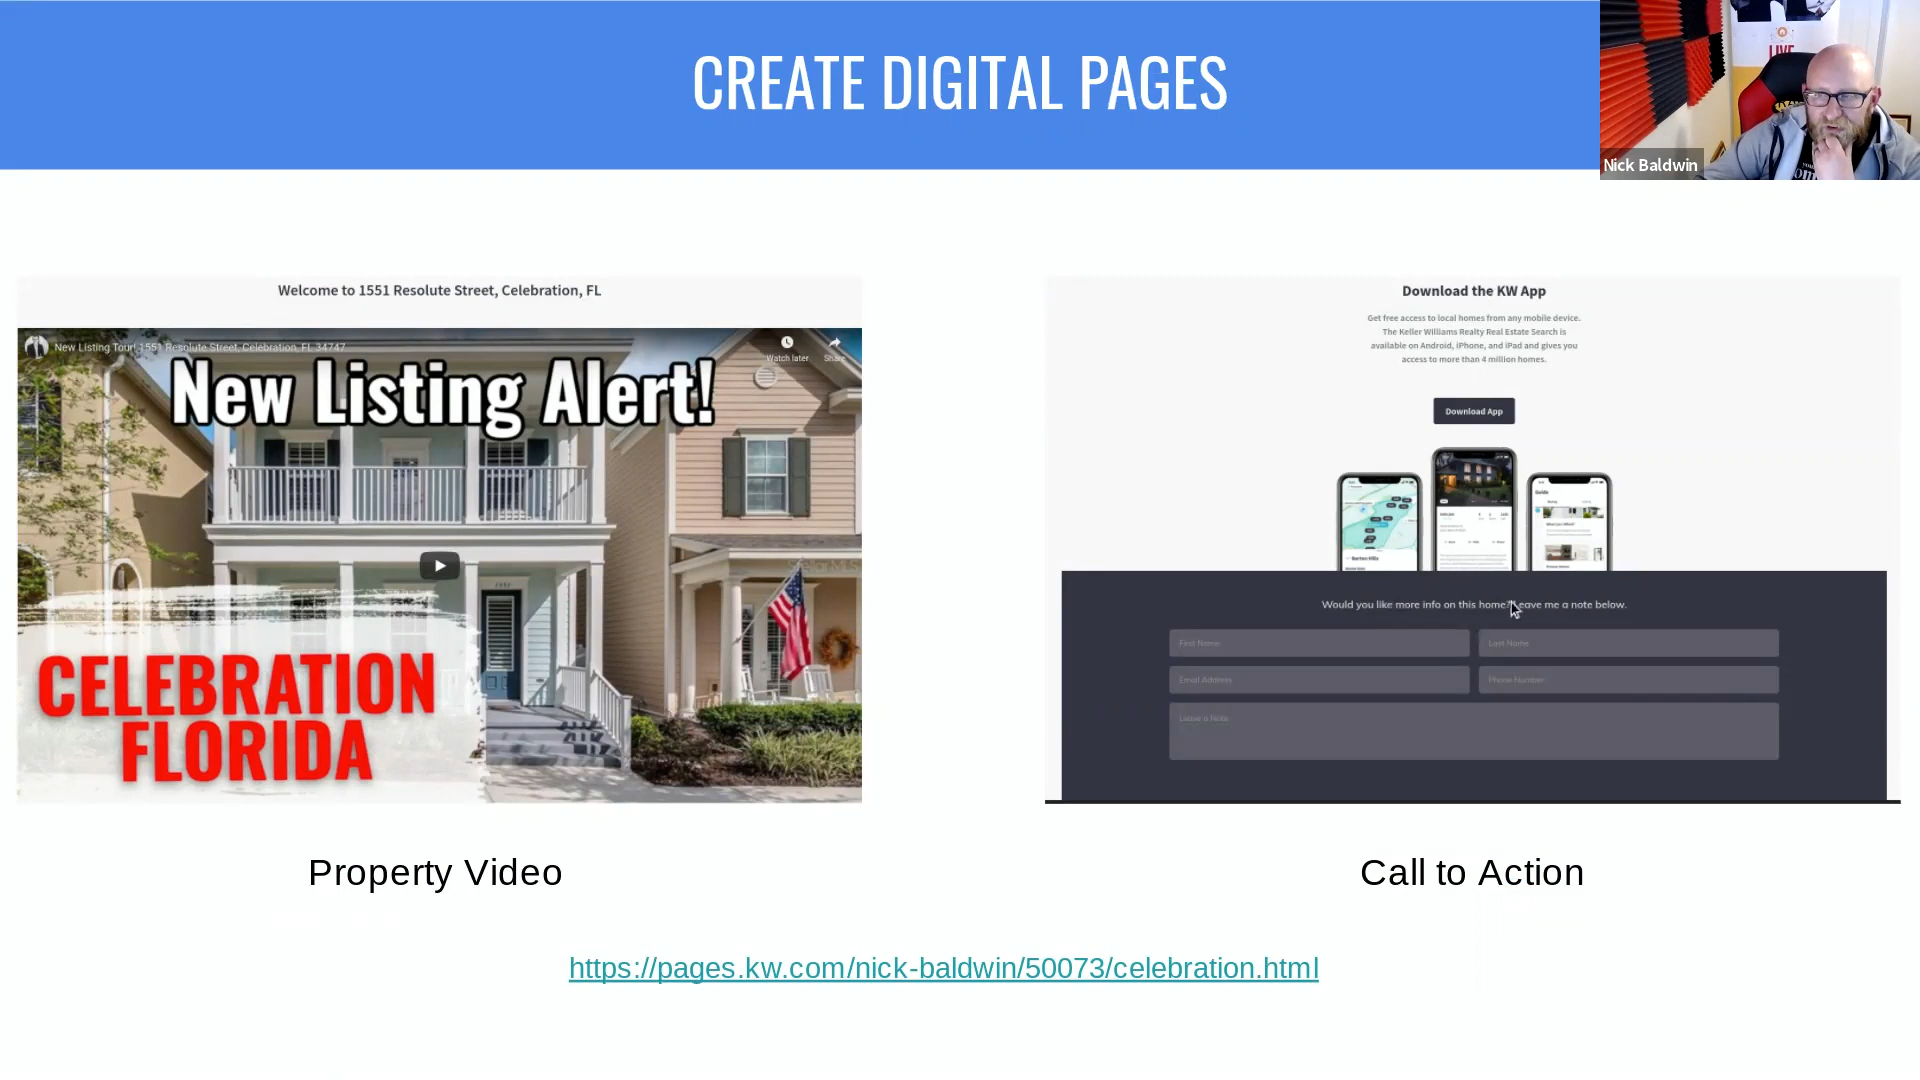 CREATE DIGITAL PAGES
LIVE
Nick Baldwin
Welcome to 1551 Resolute Street, Celebration, FL
New Listing Tour! 1551 Resolute Street, Celebration, FL 34747
Watch later
Share
New Listing Alert!
CELEBRATION
FLORIDA
Download the KW App
Get free access to local homes from any mobile device.
The Keller Williams Realty Real Estate Search is
available on Android, iPhone, and iPad and gives you
access to more than 4 million homes.
Download App
Would you like more info on this home? Leave me a note below.
First Name
Last Name
Email Address
Phone Number
Leave a Note
Property Video
Call to Action
https://pages.kw.com/nick-baldwin/50073/celebration.html